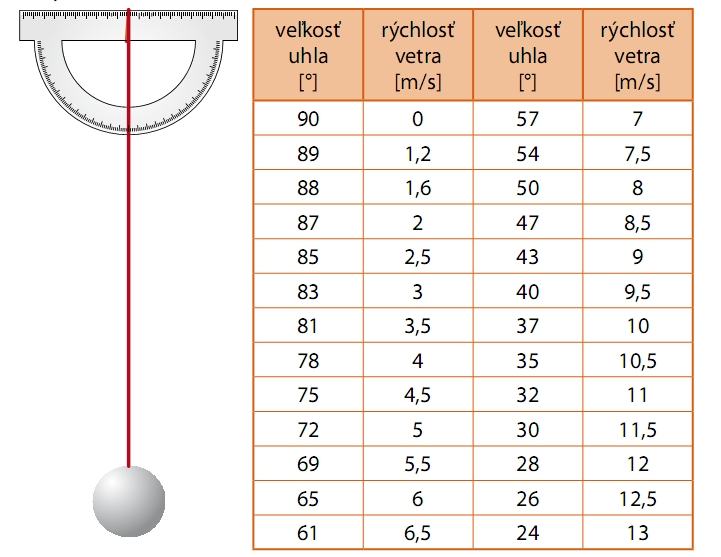 veľkosť uhla [°] rýchlosť vetra [m/s] veľkosť uhla [°] rýchlosť vetra [m/s]
90 0 57 7
89 1,2 54 7,5
88 1,6 50 8
87 2 47 8,5
85 2,5 43 9
83 3 40 9,5
81 3,5 37 10
78 4 35 10,5
75 4,5 32 11
72 5 30 11,5
69 5,5 28 12
65 6 26 12,5
61 6,5 24 13